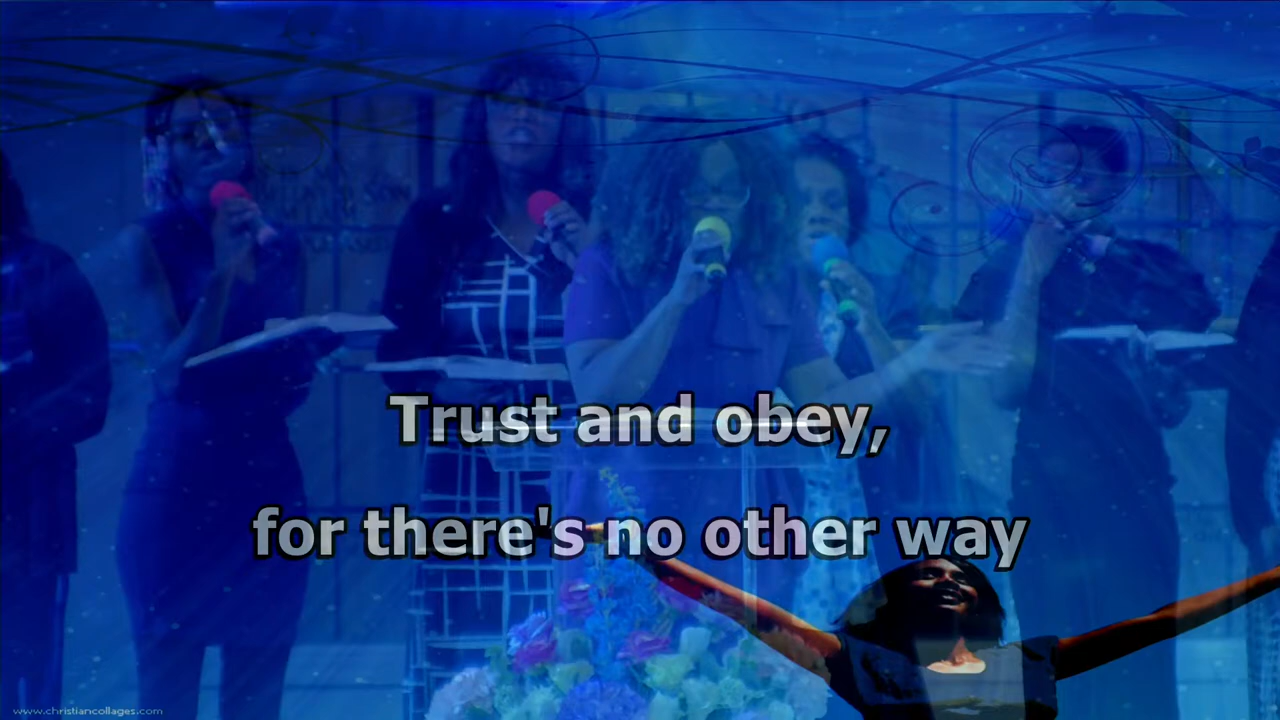 Trust and obey,
for there's no other way
www.christiancollages.com